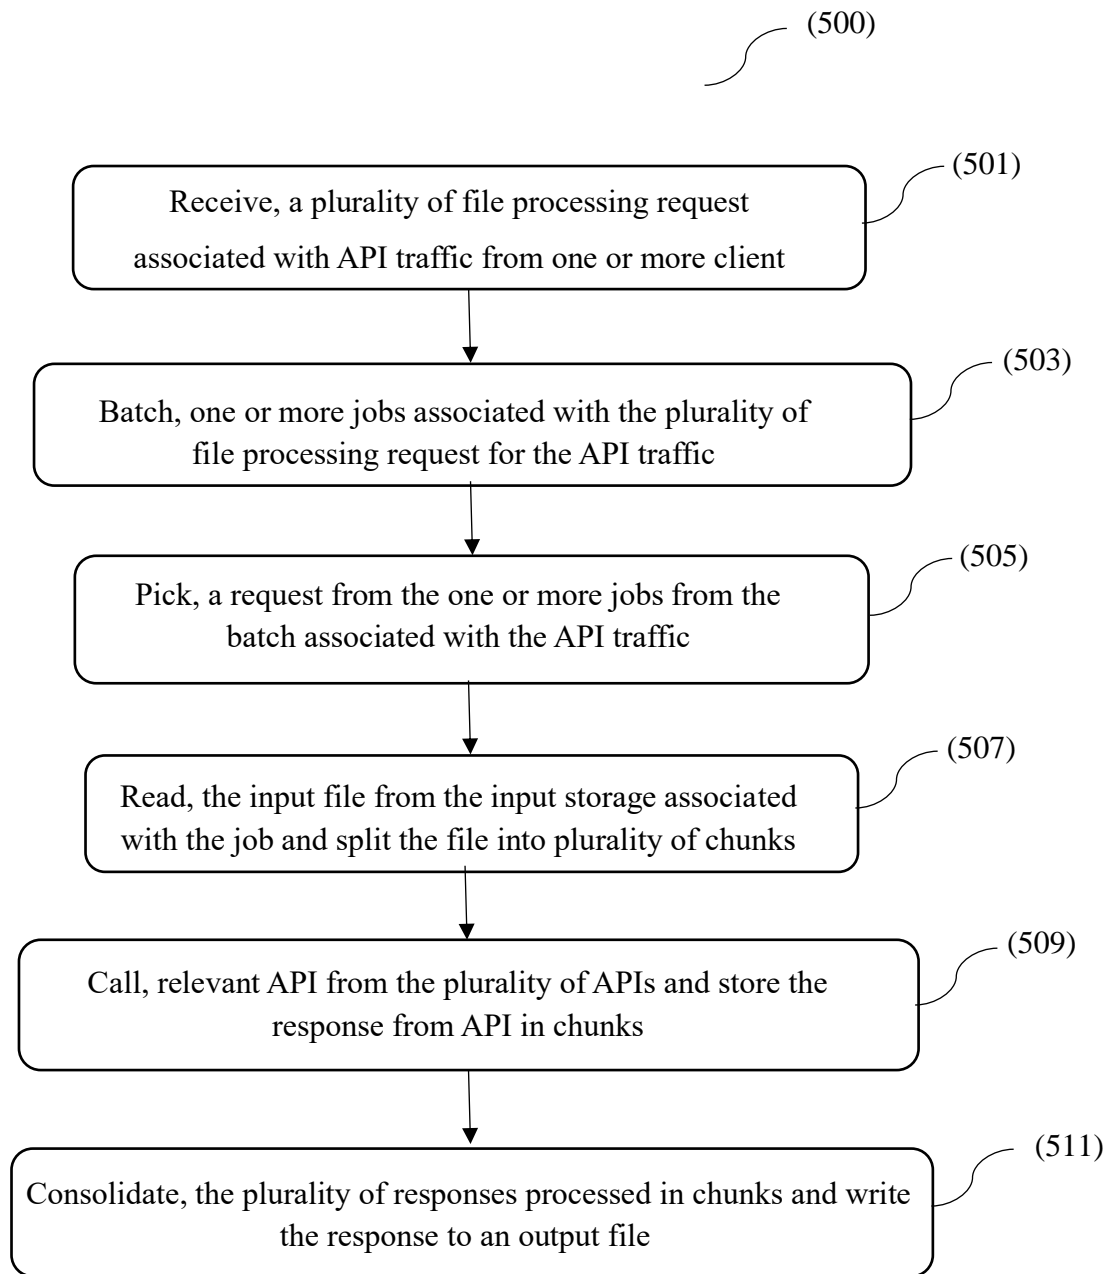 (500)
(501)
Receive, a plurality of file processing request
associated with API traffic from one or more client
(503)
Batch, one or more jobs associated with the plurality of
file processing request for the API traffic
(505)
Pick, a request from the one or more jobs from the
batch associated with the API traffic
(507)
Read, the input file from the input storage associated
with the job and split the file into plurality of chunks
(509)
Call, relevant API from the plurality of APIs and store the
response from API in chunks
(511)
Consolidate, the plurality of responses processed in chunks and write
the response to an output file